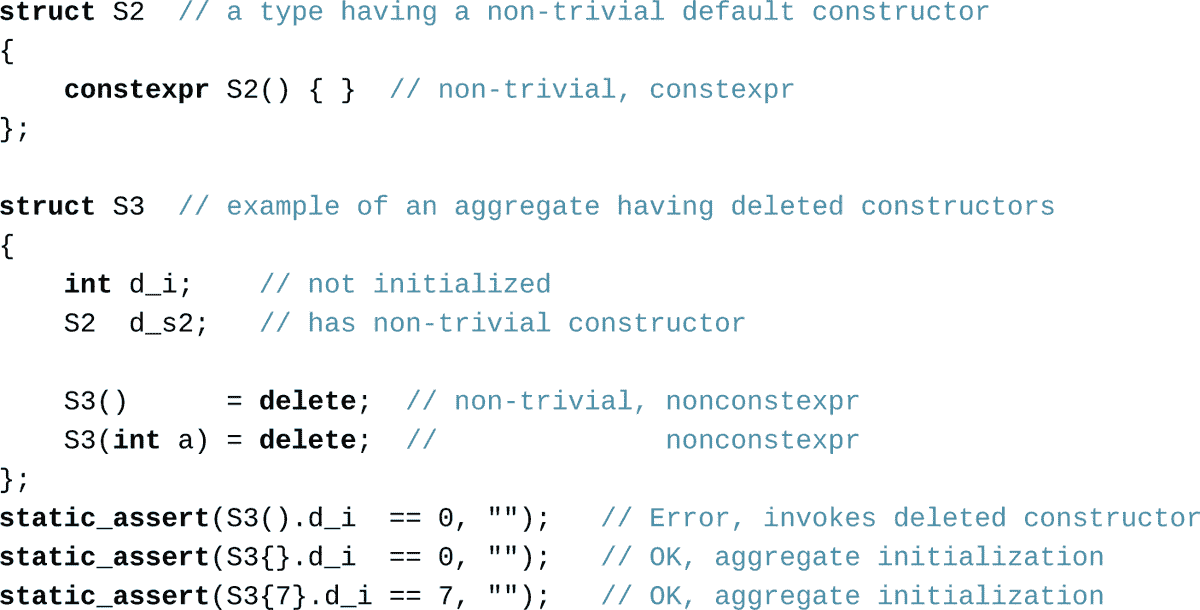 struct S2  // a type having a non-trivial default constructor
{
    constexpr S2() { }  // non-trivial, constexpr
};

struct S3  // example of an aggregate having deleted constructors
{
    int d_i;    // not initialized
    S2  d_s2;   // has non-trivial constructor

    S3()      = delete;  // non-trivial, nonconstexpr
    S3(int a) = delete;  //              nonconstexpr
};
static_assert(S3().d_i  == 0, "");   // Error, invokes deleted constructor
static_assert(S3{}.d_i  == 0, "");   // OK, aggregate initialization
static_assert(S3{7}.d_i == 7, "");   // OK, aggregate initialization